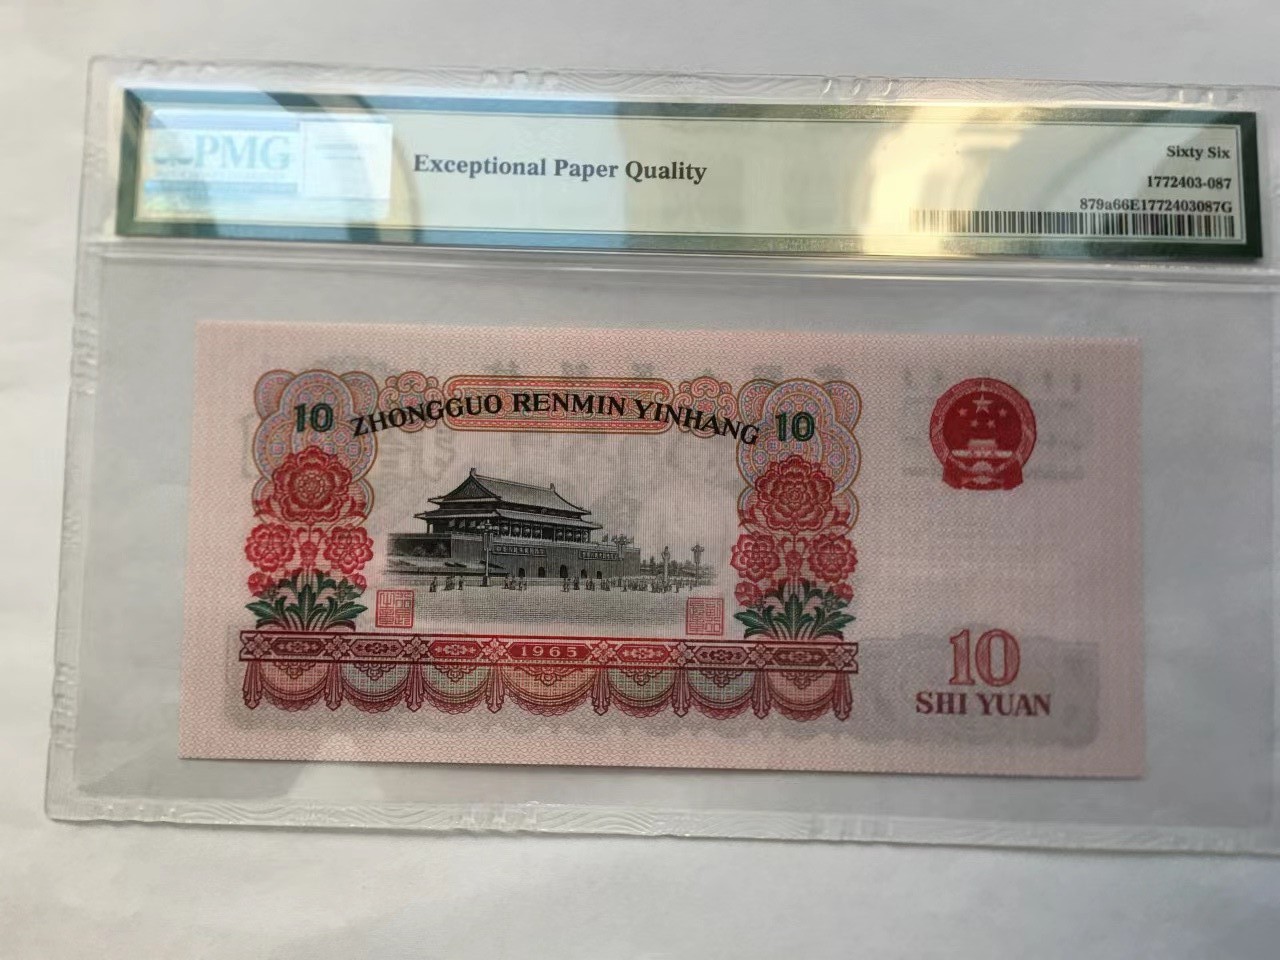 PMG
Exceptional Paper Quality
Sixty Six
1772403-087
879a66E1772403087G
10 ZHONGGUO RENMIN YINHANG 10
1965
10
SHI YUAN